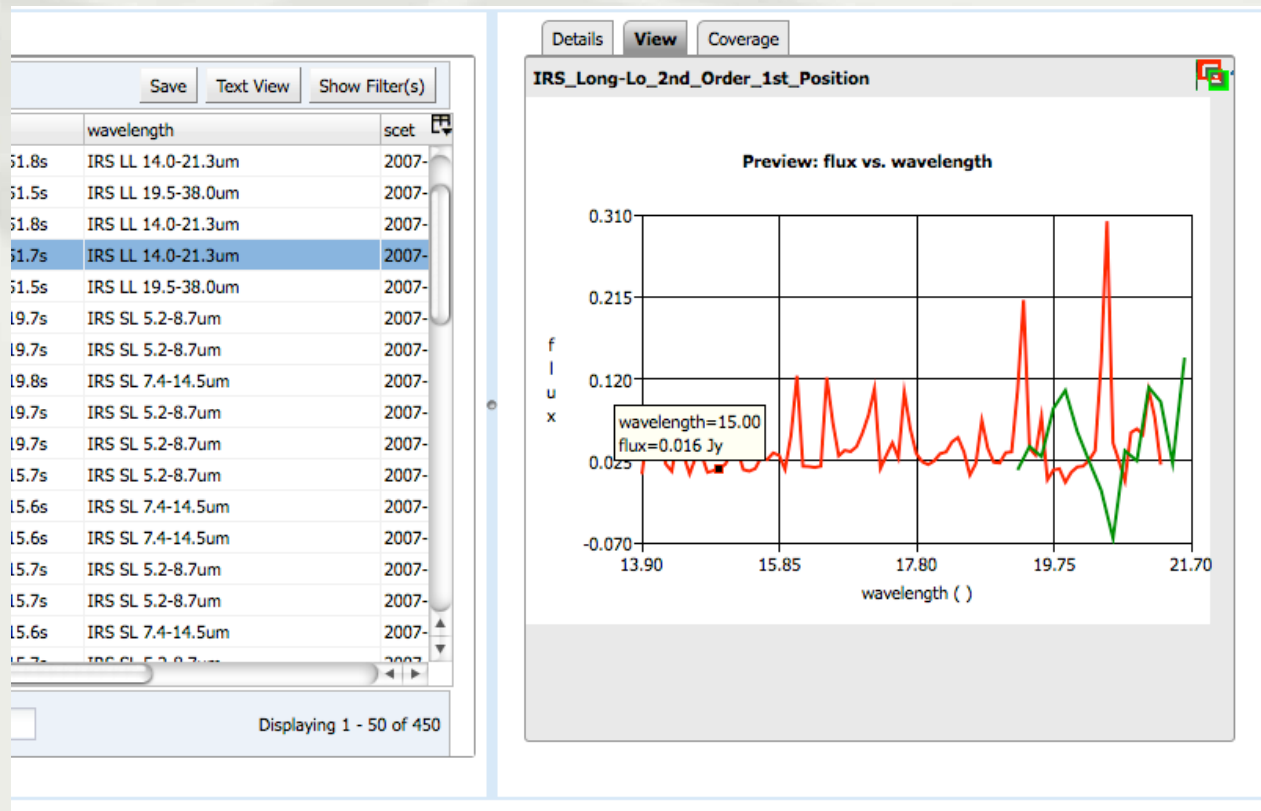 Save Text View Show Filter(s)
wavelength scet
51.8s IRS LL 14.0-21.3um 2007-
51.5s IRS LL 19.5-38.0um 2007-
51.8s IRS LL 14.0-21.3um 2007-
51.7s IRS LL 14.0-21.3um 2007-
51.5s IRS LL 19.5-38.0um 2007-
19.7s IRS SL 5.2-8.7um 2007-
19.7s IRS SL 5.2-8.7um 2007-
19.8s IRS SL 7.4-14.5um 2007-
19.7s IRS SL 5.2-8.7um 2007-
19.7s IRS SL 5.2-8.7um 2007-
15.7s IRS SL 5.2-8.7um 2007-
15.6s IRS SL 7.4-14.5um 2007-
15.6s IRS SL 7.4-14.5um 2007-
15.7s IRS SL 5.2-8.7um 2007-
15.7s IRS SL 5.2-8.7um 2007-
15.6s IRS SL 7.4-14.5um 2007-
15.7s IRS SL 5.2-8.7um 2007
Displaying 1 - 50 of 450
Details View Coverage
IRS_Long-Lo_2nd_Order_1st_Position
Preview: flux vs. wavelength
0.310
0.215
0.120
0.025
-0.070
flux
wavelength=15.00
flux=0.016 Jy
13.90 15.85 17.80 19.75 21.70
wavelength ( )